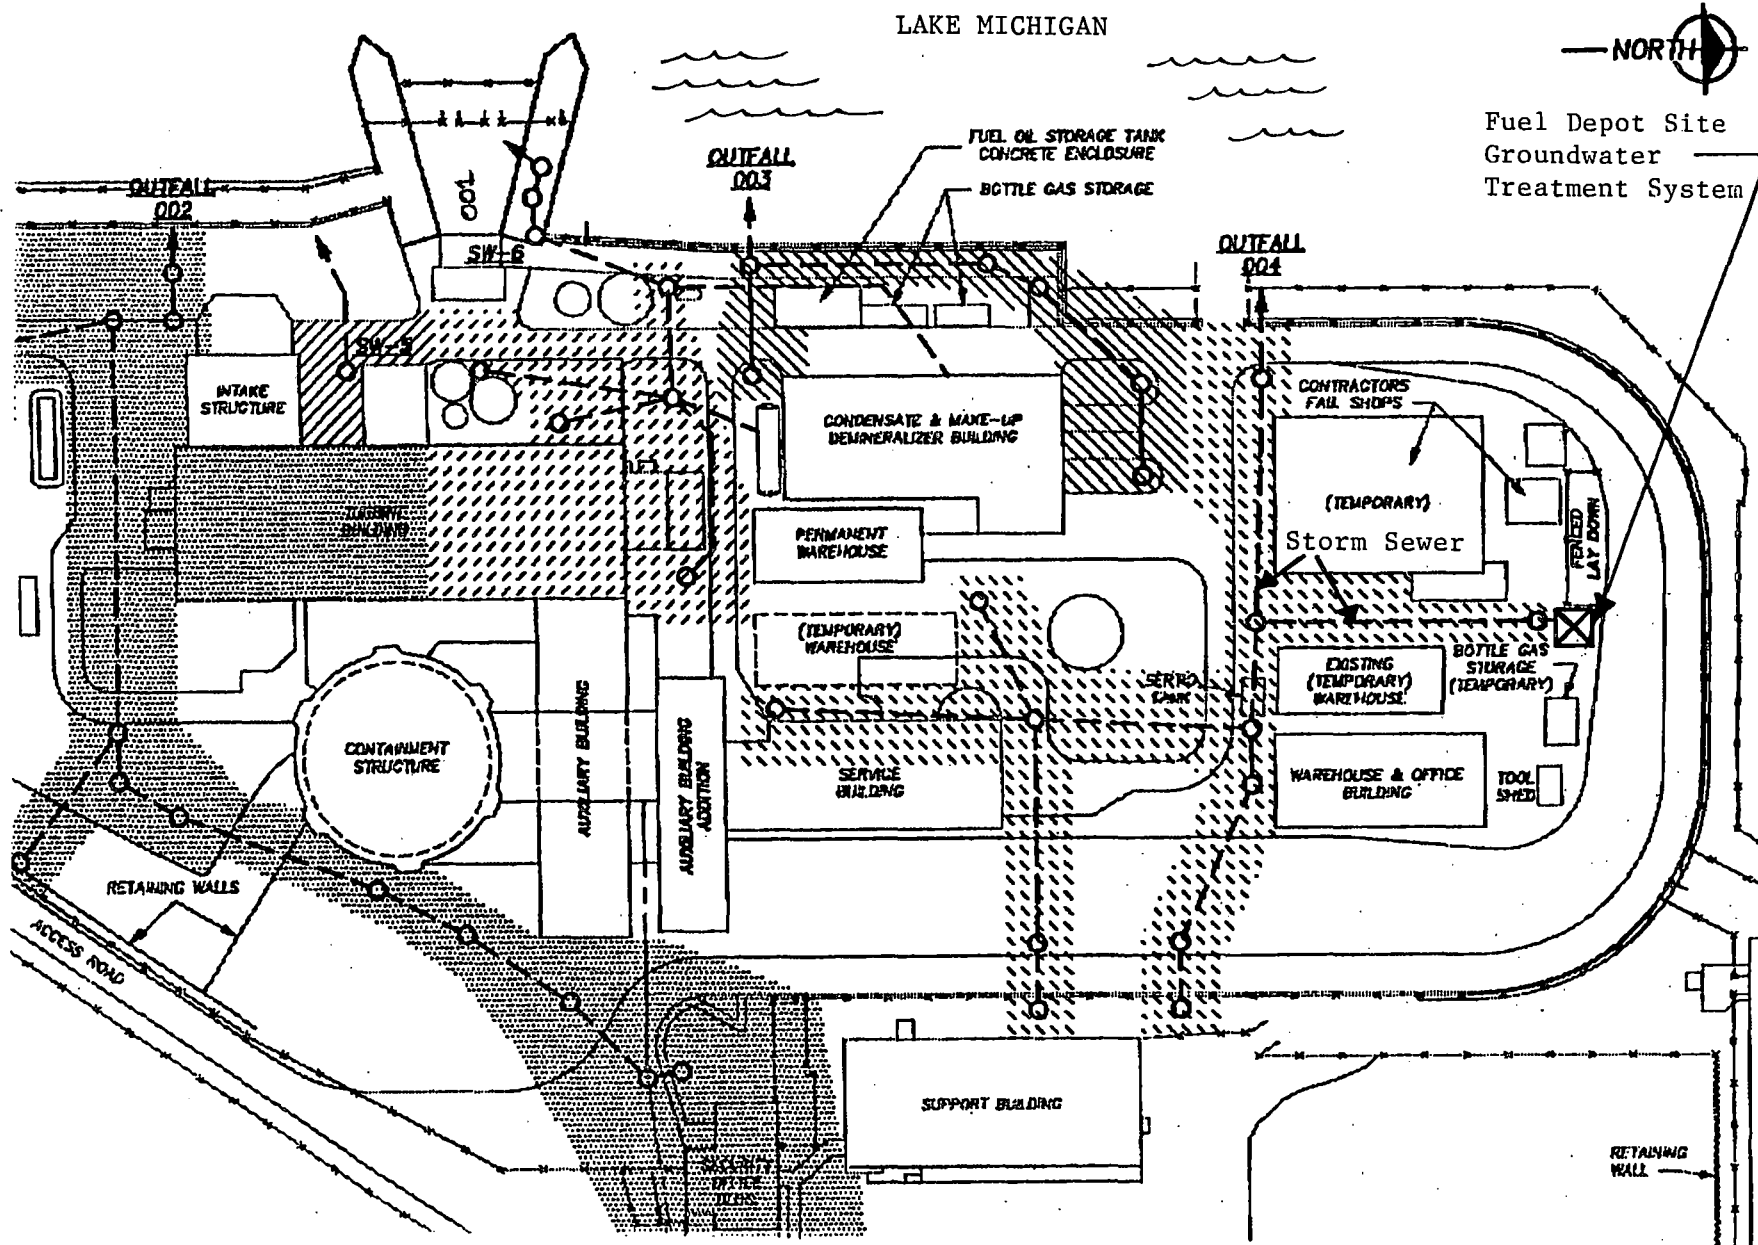 LAKE MICHIGAN
NORTH
Fuel Depot Site
Groundwater
Treatment System
FUEL OIL STORAGE TANK
CONCRETE ENCLOSURE
BOTTLE GAS STORAGE
OUTFALL
003
OUTFALL
002
001
SW-6
OUTFALL
004
SW-5
INTAKE
STRUCTURE
CONTRACTORS
FAB. SHOPS
CONDENSATE & MAKE-UP
DEMINERALIZER BUILDING
(TEMPORARY)
BUILDING
PERMANENT
WAREHOUSE
Storm Sewer
FENCED
LAY DOWN
(TEMPORARY)
WAREHOUSE
EXISTING
(TEMPORARY)
WAREHOUSE
BOTTLE GAS
STORAGE
(TEMPORARY)
TANK
CONTAINMENT
STRUCTURE
AUXILIARY BUILDING
AUXILIARY BUILDING
ADDITION
SERVICE
BUILDING
WAREHOUSE & OFFICE
BUILDING
TOOL
SHED
RETAINING WALLS
ACCESS ROAD
SUPPORT BUILDING
RETAINING
WALL